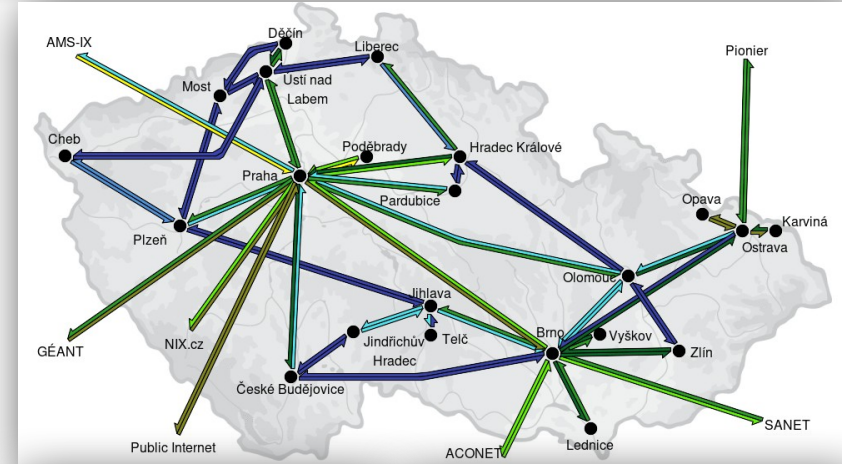 Děčín
AMS-IX
Liberec
Pionier
Ustí nad
Labem
Most
Cheb
Poděbrady
Hradec Králové
Praha
Pardubice
Opava
Karviná
Plzeň
Ostrava
Olomouc
Jihlava
Brno
Vyškov
Jindřichův
Hradec
Telč
GÉANT
NIX.cz
Zlín
České Budějovice
SANET
Public Internet
ACONET
Lednice